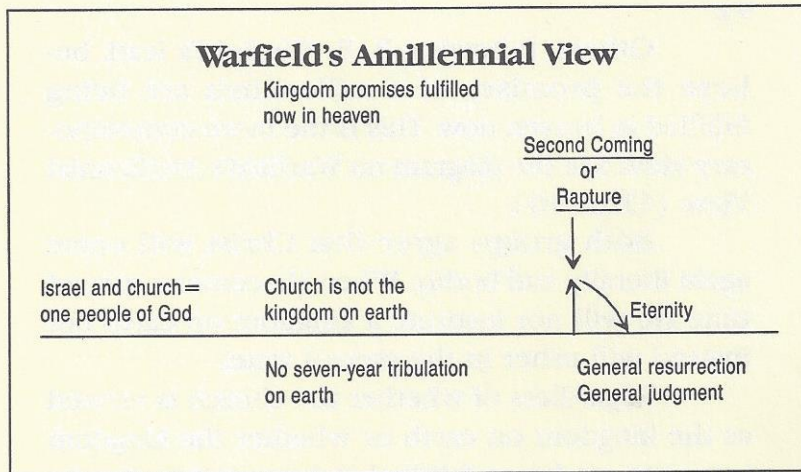 Warfield's Amillennial View
Kingdom promises fulfilled
now in heaven
Second Coming
or
Rapture
Israel and church =
one people of God
Church is not the
kingdom on earth
Eternity
No seven-year tribulation
on earth
General resurrection
General judgment